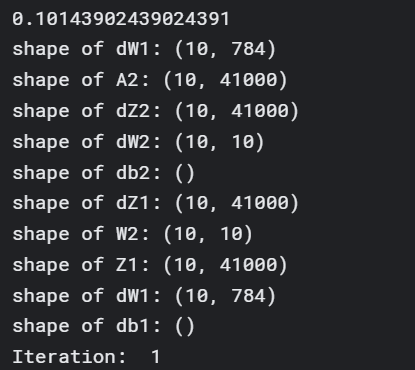 0.10143902439024391
shape of dW1: (10, 784)
shape of A2: (10, 41000)
shape of dZ2: (10, 41000)
shape of dW2: (10, 10)
shape of db2: ()
shape of dZ1: (10, 41000)
shape of W2: (10, 10)
shape of Z1: (10, 41000)
shape of dW1: (10, 784)
shape of db1: ()
Iteration:  1